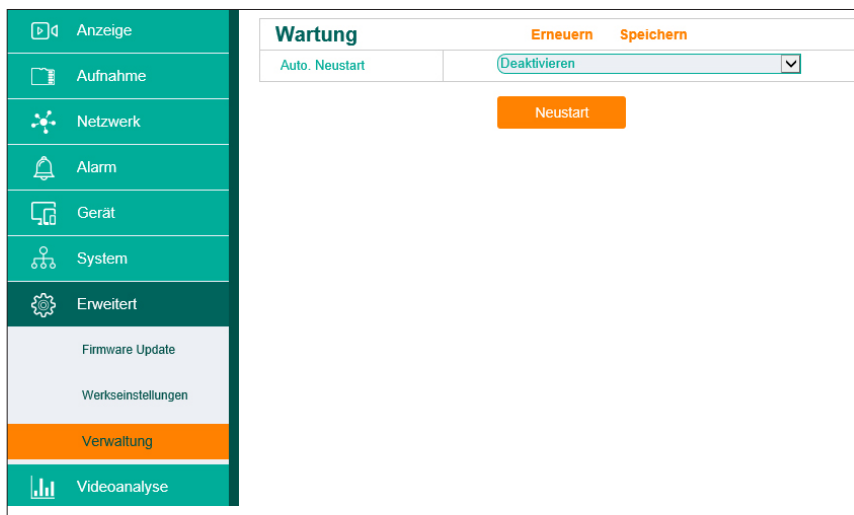 Anzeige
Aufnahme
Netzwerk
Alarm
Gerät
System
Erweitert
Firmware Update
Werkseinstellungen
Verwaltung
Videoanalyse
Wartung Erneuern Speichern
Auto. Neustart Deaktivieren
Neustart